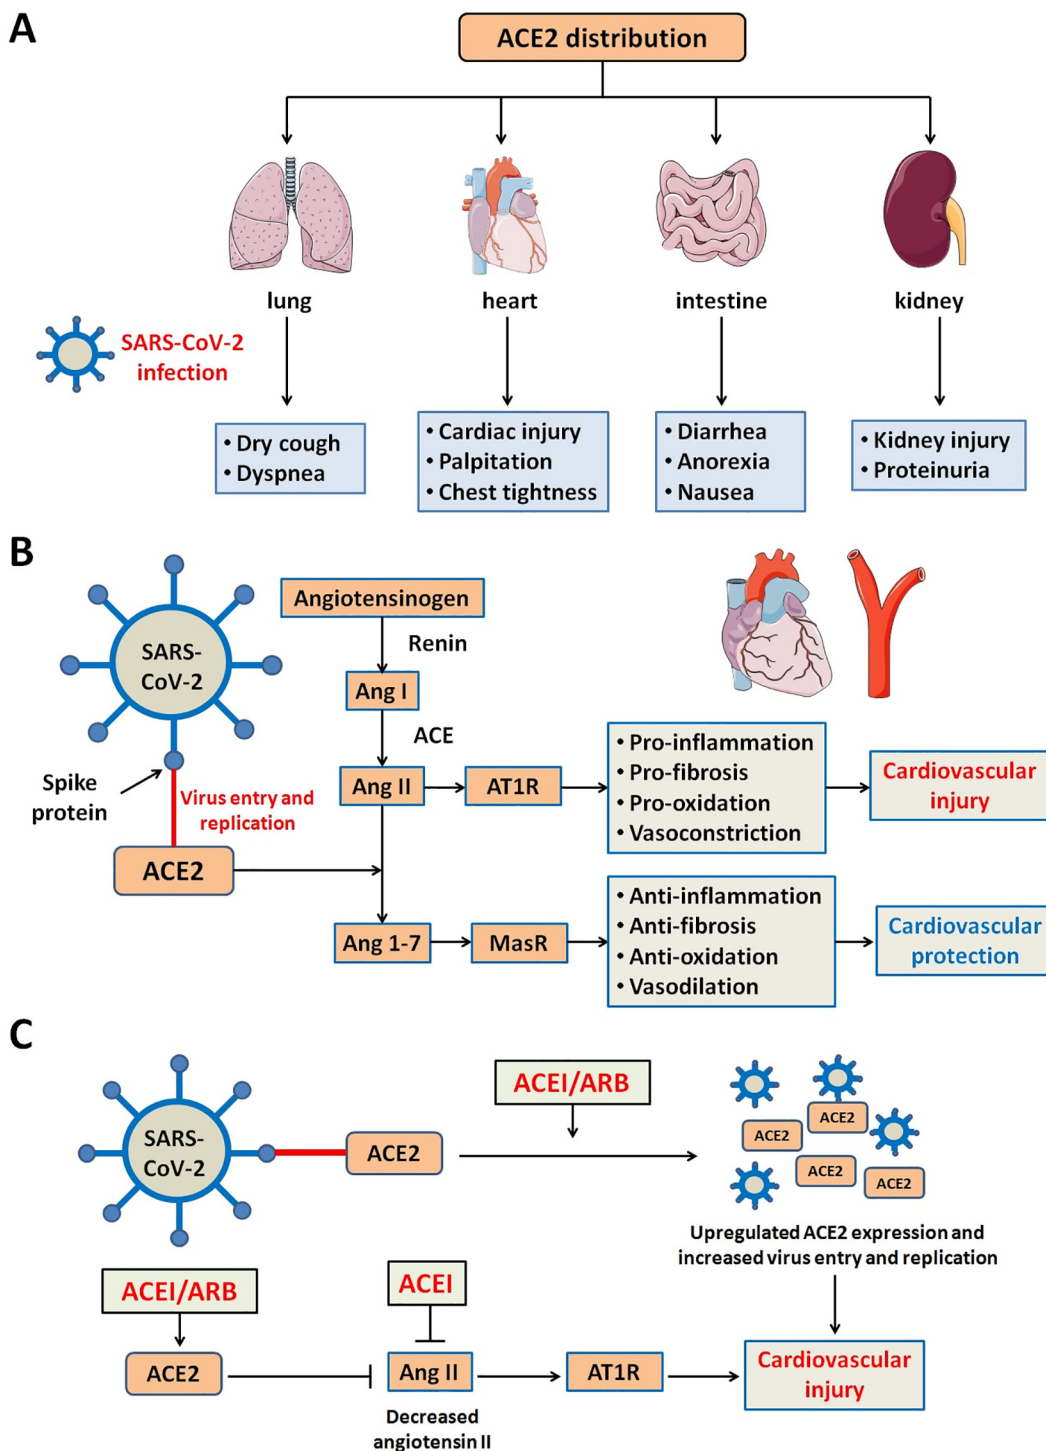 A
ACE2 distribution
lung
heart
intestine
kidney
SARS-CoV-2
infection
• Dry cough
• Dyspnea
• Cardiac injury
• Palpitation
• Chest tightness
• Diarrhea
• Anorexia
• Nausea
• Kidney injury
• Proteinuria
B
SARS-
CoV-2
Spike
protein
Virus entry and
replication
ACE2
Angiotensinogen
Renin
Ang I
ACE
Ang II
AT1R
• Pro-inflammation
• Pro-fibrosis
• Pro-oxidation
• Vasoconstriction
Cardiovascular
injury
Ang 1-7
MasR
• Anti-inflammation
• Anti-fibrosis
• Anti-oxidation
• Vasodilation
Cardiovascular
protection
C
SARS-
CoV-2
ACE2
ACEI/ARB
ACE2
ACE2
ACE2
ACE2
Upregulated ACE2 expression and
increased virus entry and replication
ACEI/ARB
ACE2
ACEI
Ang II
Decreased
angiotensin II
AT1R
Cardiovascular
injury